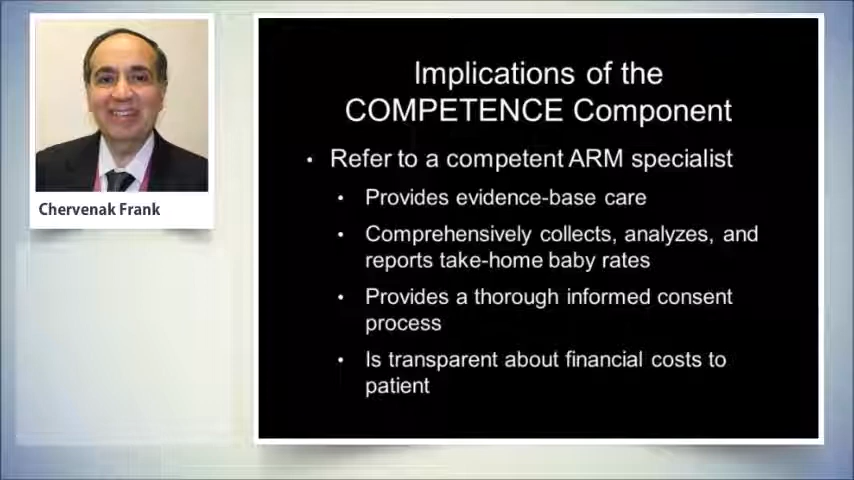 Chervenak Frank
Implications of the
COMPETENCE Component
• Refer to a competent ARM specialist
• Provides evidence-base care
• Comprehensively collects, analyzes, and
reports take-home baby rates
• Provides a thorough informed consent
process
• Is transparent about financial costs to
patient